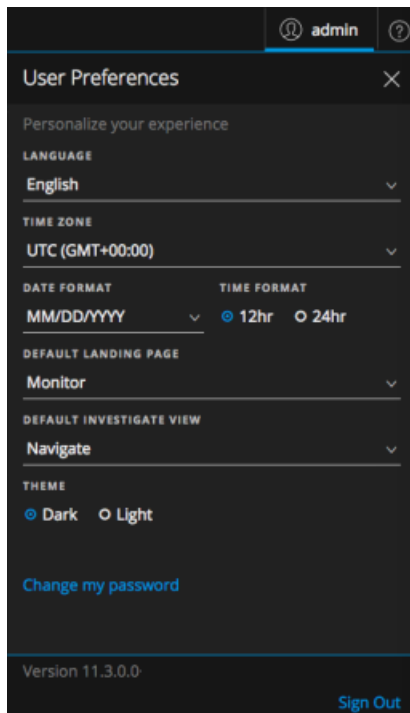 admin ?
User Preferences
Personalize your experience
LANGUAGE
English
TIME ZONE
UTC (GMT+00:00)
DATE FORMAT TIME FORMAT
MM/DD/YYYY 12hr 24hr
DEFAULT LANDING PAGE
Monitor
DEFAULT INVESTIGATE VIEW
Navigate
THEME
Dark Light
Change my password
Version 11.3.0.0
Sign Out